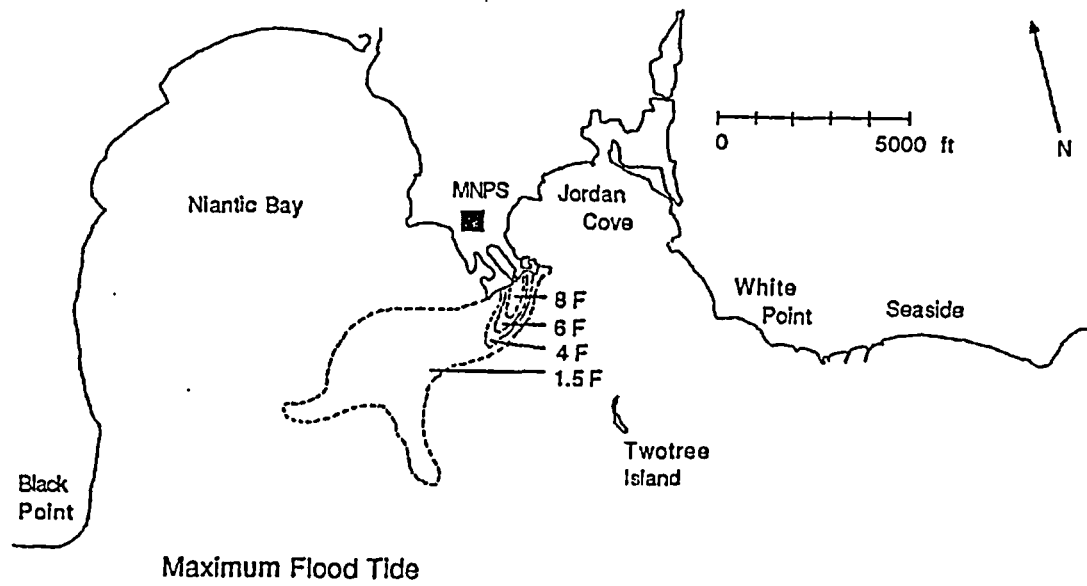 MNPS
Niantic Bay
Jordan
Cove
0 5000 ft
N
White
Point
Seaside
8 F
6 F
4 F
1.5 F
Twotree
Island
Black
Point
Maximum Flood Tide